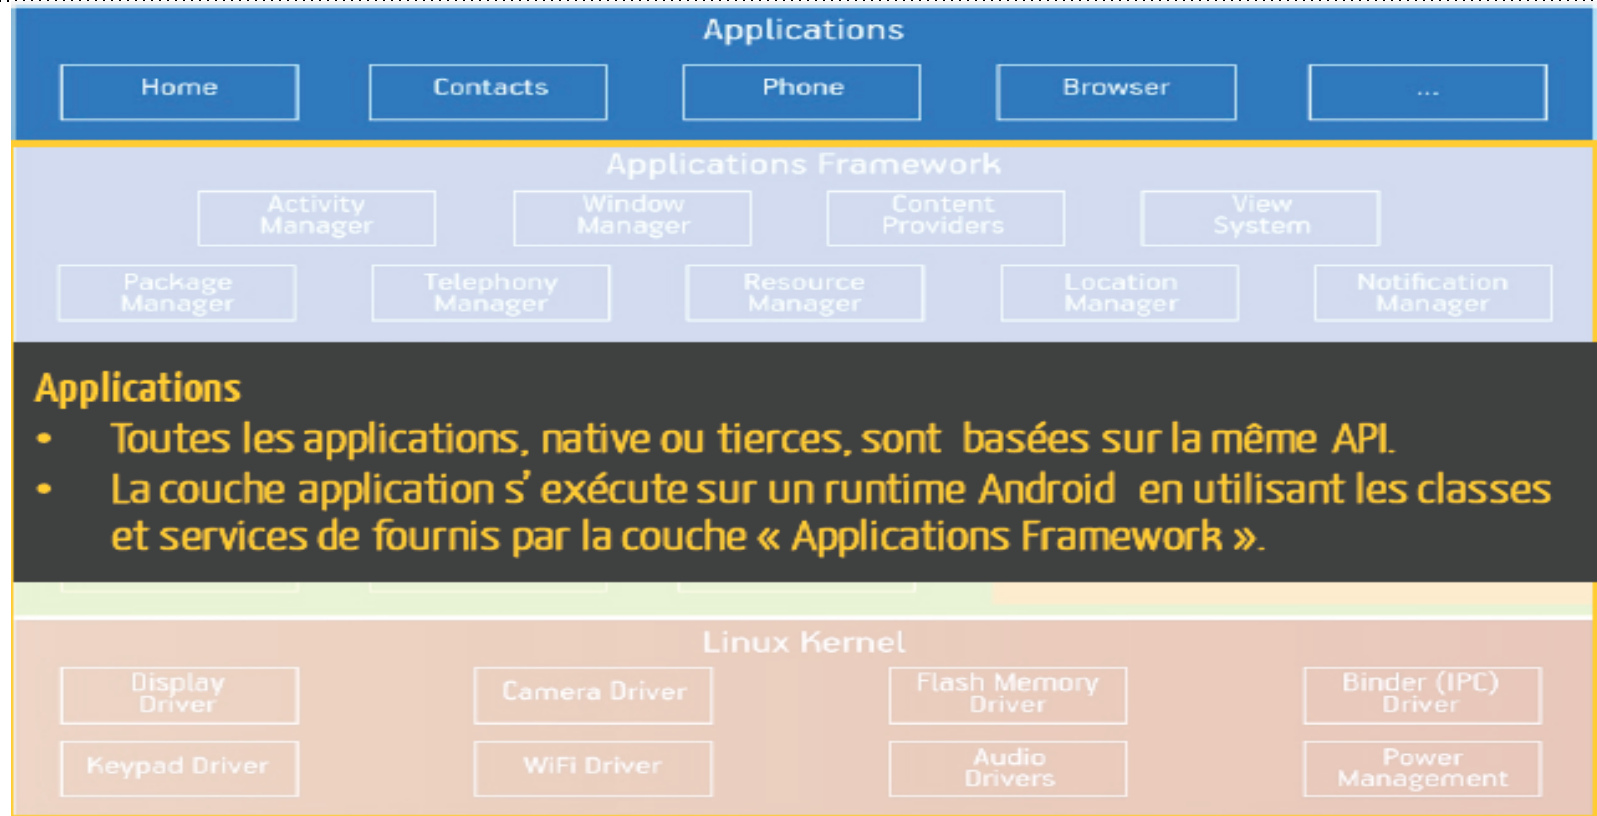 Applications
Home Contacts Phone Browser ...
Applications Framework
Activity Manager Window Manager Content Providers View System
Package Manager Telephony Manager Resource Manager Location Manager Notification Manager
Applications
• Toutes les applications, native ou tierces, sont basées sur la même API.
• La couche application s’ exécute sur un runtime Android en utilisant les classes
et services de fournis par la couche « Applications Framework ».
Linux Kernel
Display Driver Camera Driver Flash Memory Driver Binder (IPC) Driver
Keypad Driver WiFi Driver Audio Drivers Power Management